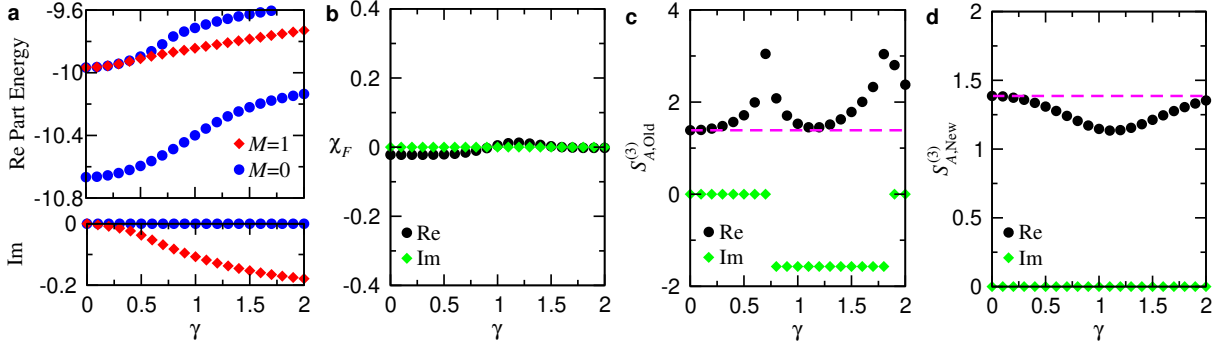 a
-9.6
-10
-10.4
-10.8
Re Part Energy
M=1
M=0
0
-0.2
Im
0 0.5 1 1.5 2
γ
b
0.4
0.2
0
-0.2
-0.4
χF
Re
Im
0 0.5 1 1.5 2
γ
c
4
2
0
-2
S(3)A,Old
Re
Im
0 0.5 1 1.5 2
γ
d
2
1.5
1
0.5
0
S(3)A,New
Re
Im
0 0.5 1 1.5 2
γ